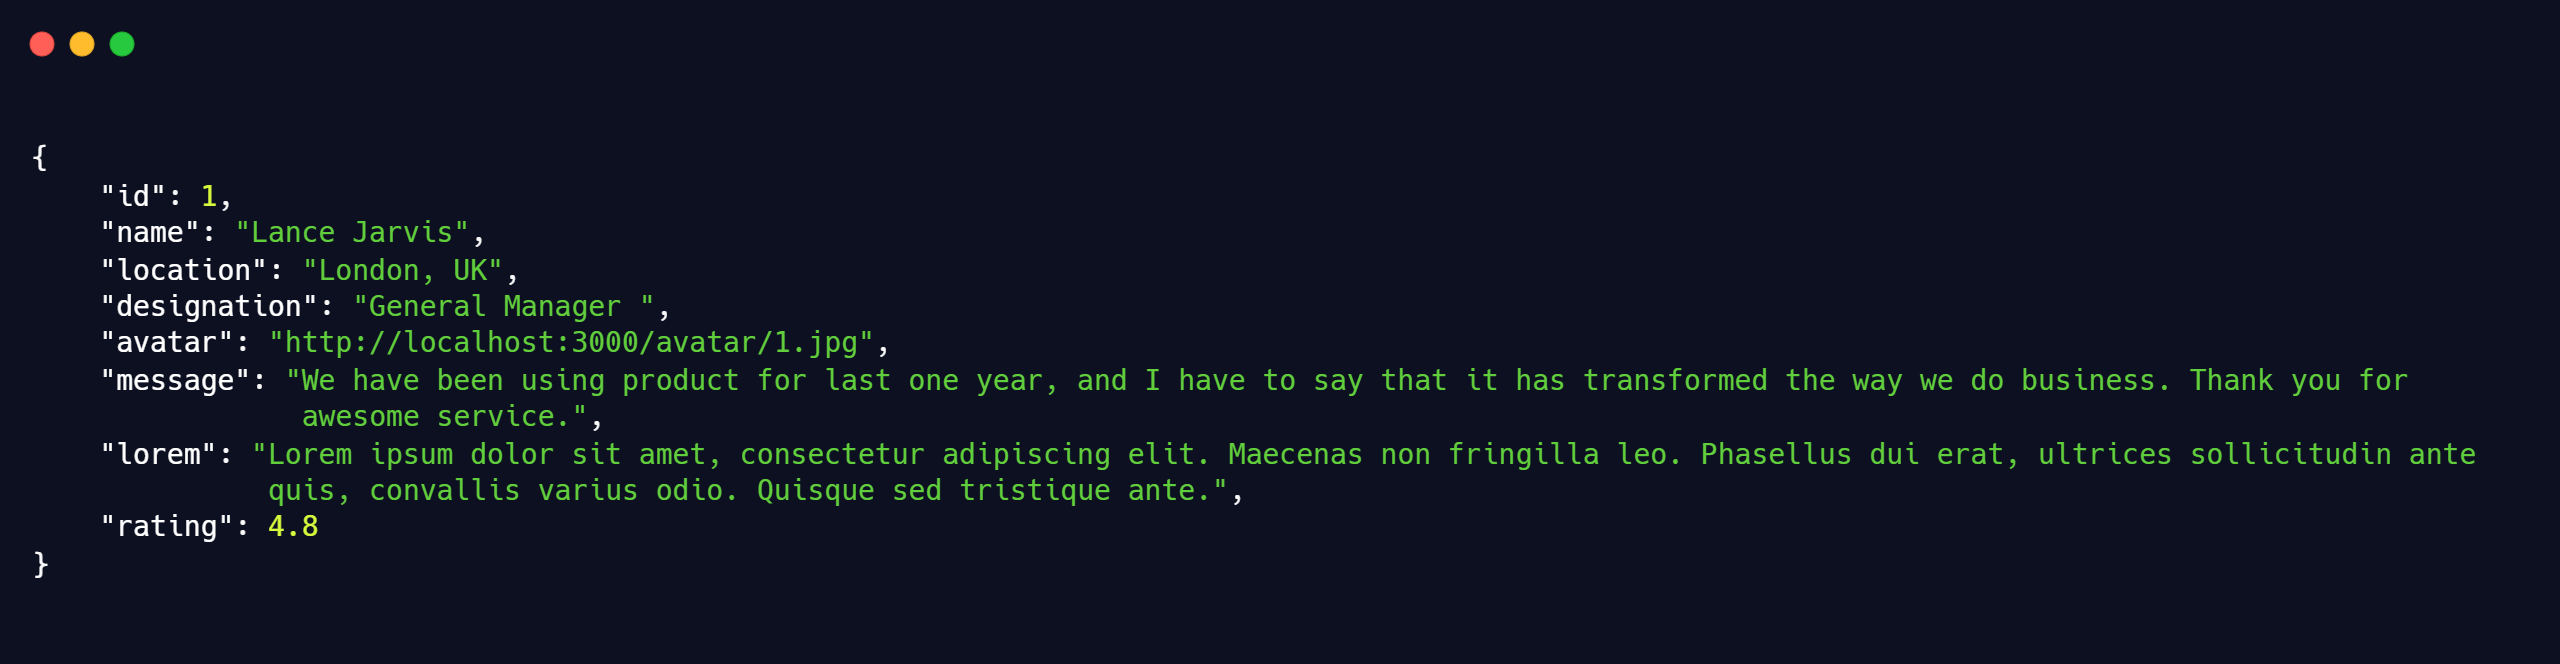 {
    "id": 1,
    "name": "Lance Jarvis",
    "location": "London, UK",
    "designation": "General Manager ",
    "avatar": "http://localhost:3000/avatar/1.jpg",
    "message": "We have been using product for last one year, and I have to say that it has transformed the way we do business. Thank you for
                awesome service.",
    "lorem": "Lorem ipsum dolor sit amet, consectetur adipiscing elit. Maecenas non fringilla leo. Phasellus dui erat, ultrices sollicitudin ante
              quis, convallis varius odio. Quisque sed tristique ante.",
    "rating": 4.8
}